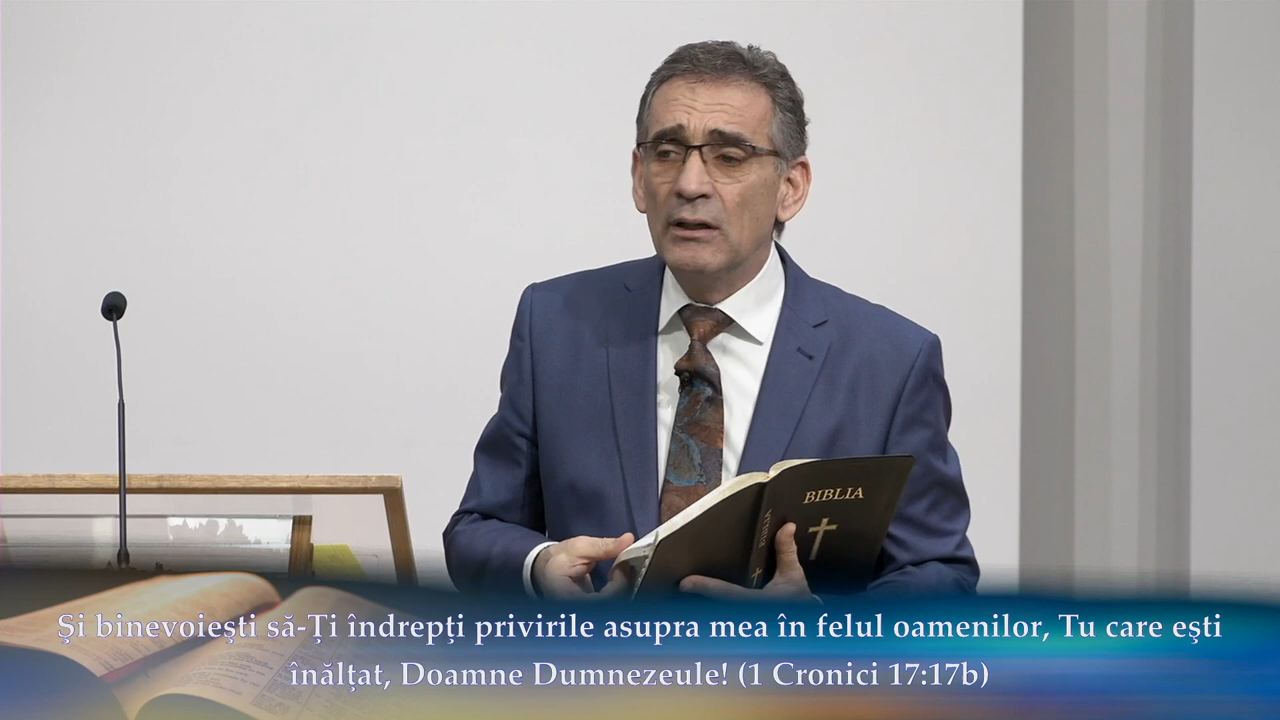 BIBLIA
BIBLIA
Şi binevoieşti să-Ţi îndrepţi privirile asupra mea în felul oamenilor, Tu care eşti
înălţat, Doamne Dumnezeule! (1 Cronici 17:17b)